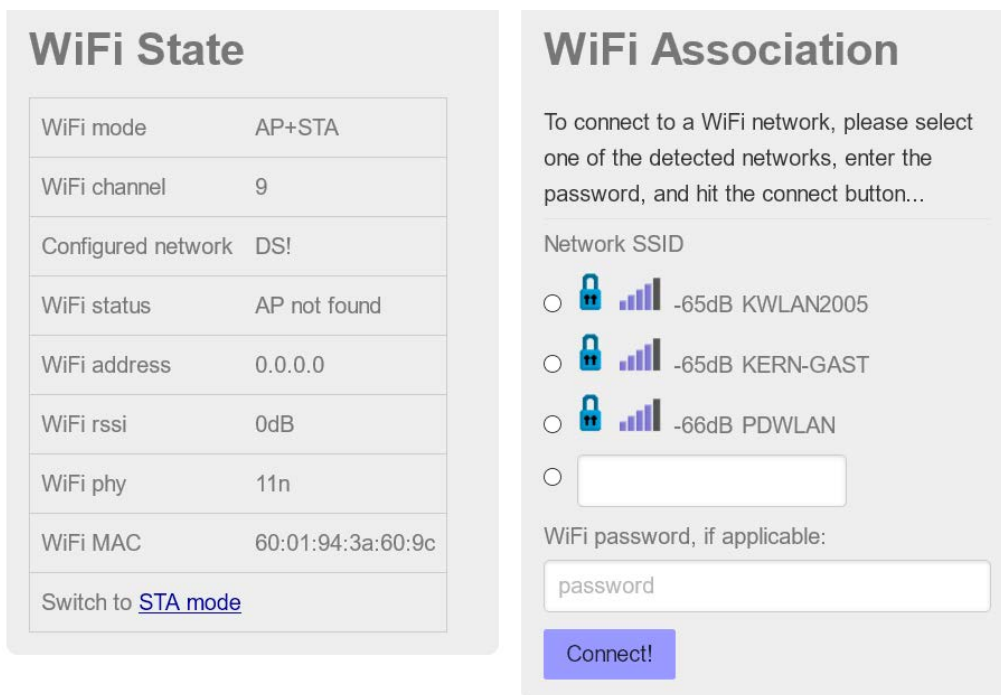 WiFi State
WiFi mode AP+STA
WiFi channel 9
Configured network DS!
WiFi status AP not found
WiFi address 0.0.0.0
WiFi rssi 0dB
WiFi phy 11n
WiFi MAC 60:01:94:3a:60:9c
Switch to STA mode
WiFi Association
To connect to a WiFi network, please select
one of the detected networks, enter the
password, and hit the connect button...
Network SSID
-65dB KWLAN2005
-65dB KERN-GAST
-66dB PDWLAN
WiFi password, if applicable:
password
Connect!